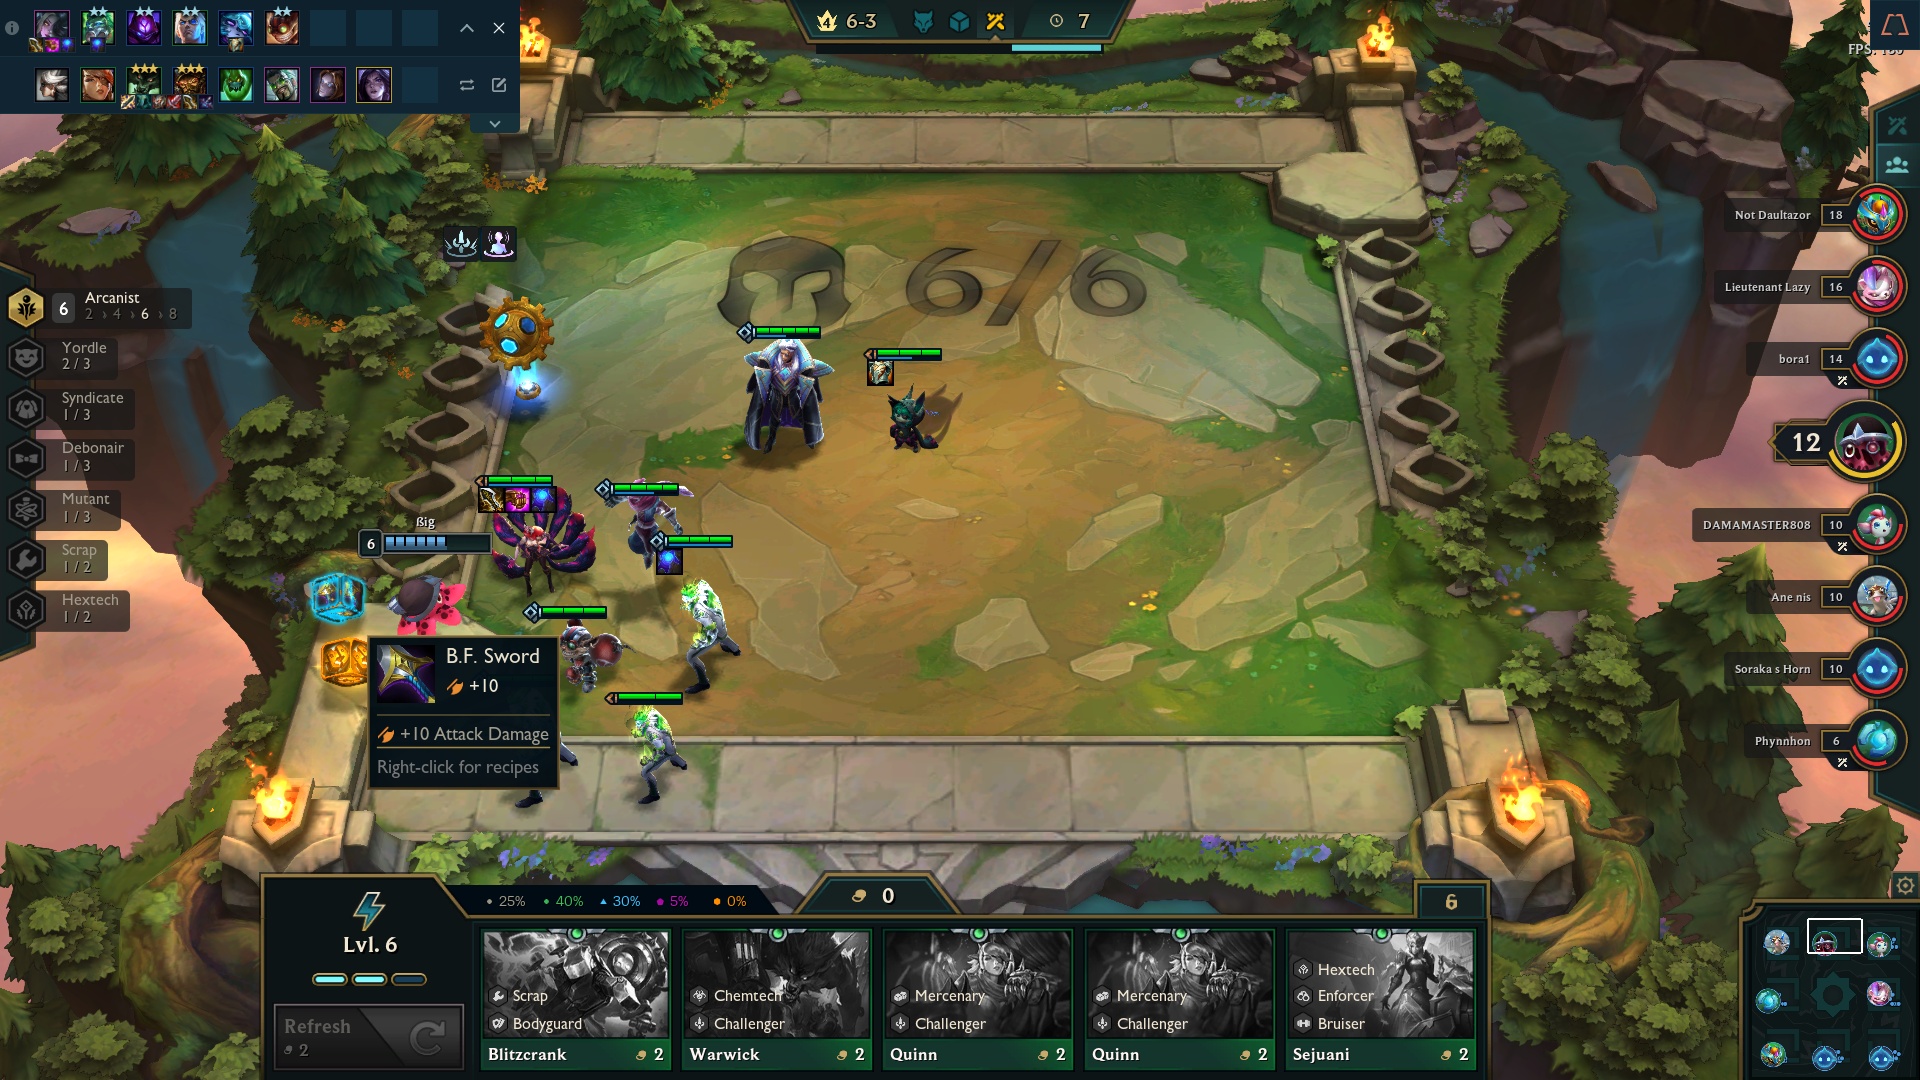 4
6-3
7
FPS:
6/6
Arcanist
6
2 › 4 › 6 › 8
Yordle
2 / 3
Syndicate
1 / 3
Debonair
1 / 3
Mutant
1 / 3
Scrap
1 / 2
Hextech
1 / 2
ßig
6
B.F. Sword
+10
+10 Attack Damage
Right-click for recipes
Not Daultazor 18
Lieutenant Lazy 16
bora1 14
12
DAMAMASTER808 10
Ane nis 10
Soraka s Horn 10
Phynnhon 6
Lvl. 6
25% 40% 30% 5% 0%
0
6
Refresh
2
Scrap
Bodyguard
Blitzcrank 2
Chemtech
Challenger
Warwick 2
Mercenary
Challenger
Quinn 2
Mercenary
Challenger
Quinn 2
Hextech
Enforcer
Bruiser
Sejuani 2